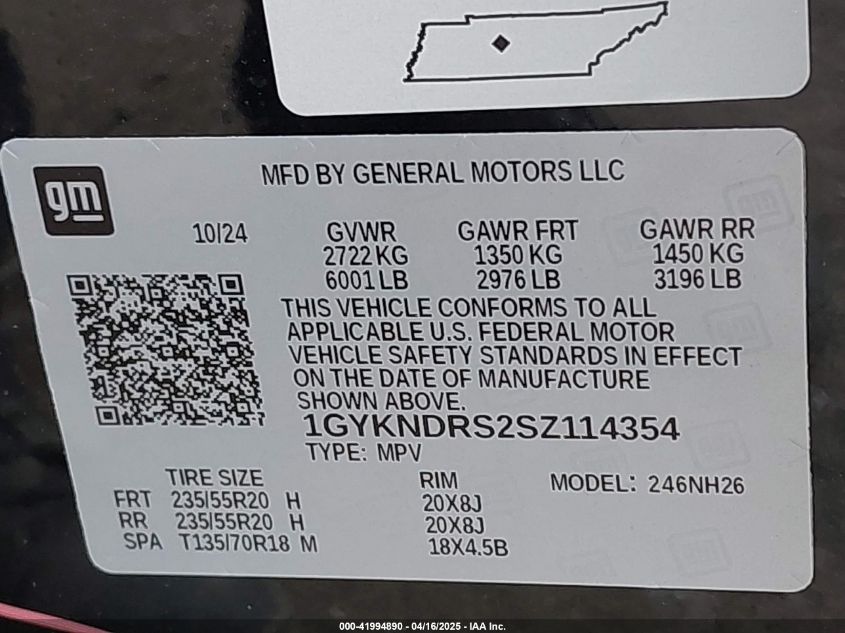 gm
MFD BY GENERAL MOTORS LLC
10/24 GVWR GAWR FRT GAWR RR
2722 KG 1350 KG 1450 KG
6001 LB 2976 LB 3196 LB
THIS VEHICLE CONFORMS TO ALL
APPLICABLE U.S. FEDERAL MOTOR
VEHICLE SAFETY STANDARDS IN EFFECT
ON THE DATE OF MANUFACTURE
SHOWN ABOVE.
1GYKNDRS2SZ114354
TYPE: MPV
TIRE SIZE RIM MODEL: 246NH26
FRT 235/55R20 H 20X8J
RR 235/55R20 H 20X8J
SPA T135/70R18 M 18X4.5B
000-41994890 - 04/16/2025 - IAA Inc.